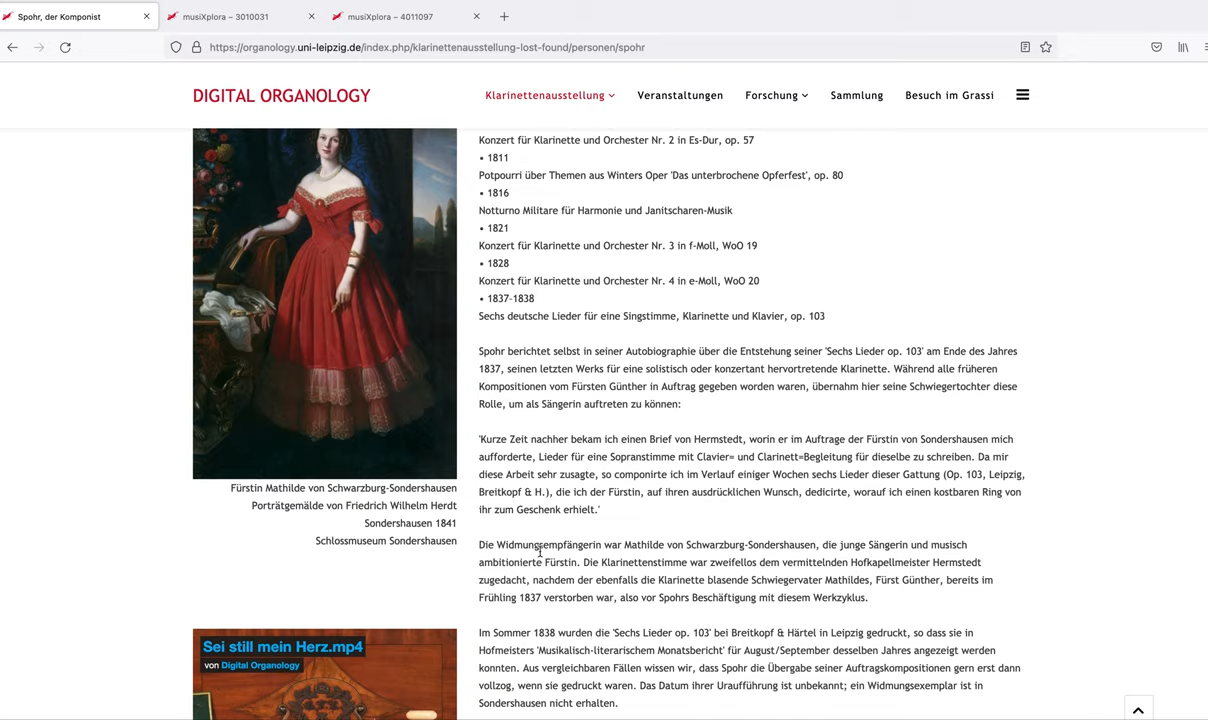 Spohr, der Komponist
musiXplora – 3010031
musiXplora – 4011097
https://organology.uni-leipzig.de/index.php/klarinettenausstellung-lost-found/personen/spohr
DIGITAL ORGANOLOGY
Klarinettenausstellung
Veranstaltungen
Forschung
Sammlung
Besuch im Grassi
Konzert für Klarinette und Orchester Nr. 2 in Es-Dur, op. 57
• 1811
Potpourri über Themen aus Winters Oper 'Das unterbrochene Opferfest', op. 80
• 1816
Notturno Militare für Harmonie und Janitscharen-Musik
• 1821
Konzert für Klarinette und Orchester Nr. 3 in f-Moll, WoO 19
• 1828
Konzert für Klarinette und Orchester Nr. 4 in e-Moll, WoO 20
• 1837-1838
Sechs deutsche Lieder für eine Singstimme, Klarinette und Klavier, op. 103
Spohr berichtet selbst in seiner Autobiographie über die Entstehung seiner 'Sechs Lieder op. 103' am Ende des Jahres
1837, seinen letzten Werks für eine solistisch oder konzertant hervortretende Klarinette. Während alle früheren
Kompositionen vom Fürsten Günther in Auftrag gegeben worden waren, übernahm hier seine Schwiegertochter diese
Rolle, um als Sängerin auftreten zu können:
'Kurze Zeit nachher bekam ich einen Brief von Hermstedt, worin er im Auftrage der Fürstin von Sondershausen mich
aufforderte, Lieder für eine Sopranstimme mit Clavier= und Clarinett=Begleitung für dieselbe zu schreiben. Da mir
diese Arbeit sehr zusagte, so componirte ich im Verlauf einiger Wochen sechs Lieder dieser Gattung (Op. 103, Leipzig,
Breitkopf & H.), die ich der Fürstin, auf ihren ausdrücklichen Wunsch, dedicirte, worauf ich einen kostbaren Ring von
ihr zum Geschenk erhielt.'
Fürstin Mathilde von Schwarzburg-Sondershausen
Porträtgemälde von Friedrich Wilhelm Herdt
Sondershausen 1841
Schlossmuseum Sondershausen
Die Widmungsempfängerin war Mathilde von Schwarzburg-Sondershausen, die junge Sängerin und musisch
ambitionierte Fürstin. Die Klarinettenstimme war zweifellos dem vermittelnden Hofkapellmeister Hermstedt
zugedacht, nachdem der ebenfalls die Klarinette blasende Schwiegervater Mathildes, Fürst Günther, bereits im
Frühling 1837 verstorben war, also vor Spohrs Beschäftigung mit diesem Werkzyklus.
Sei still mein Herz.mp4
von Digital Organology
Im Sommer 1838 wurden die 'Sechs Lieder op. 103' bei Breitkopf & Härtel in Leipzig gedruckt, so dass sie in
Hofmeisters 'Musikalisch-literarischem Monatsbericht' für August/September desselben Jahres angezeigt werden
konnten. Aus vergleichbaren Fällen wissen wir, dass Spohr die Übergabe seiner Auftragskompositionen gern erst dann
vollzog, wenn sie gedruckt waren. Das Datum ihrer Uraufführung ist unbekannt; ein Widmungsexemplar ist in
Sondershausen nicht erhalten.